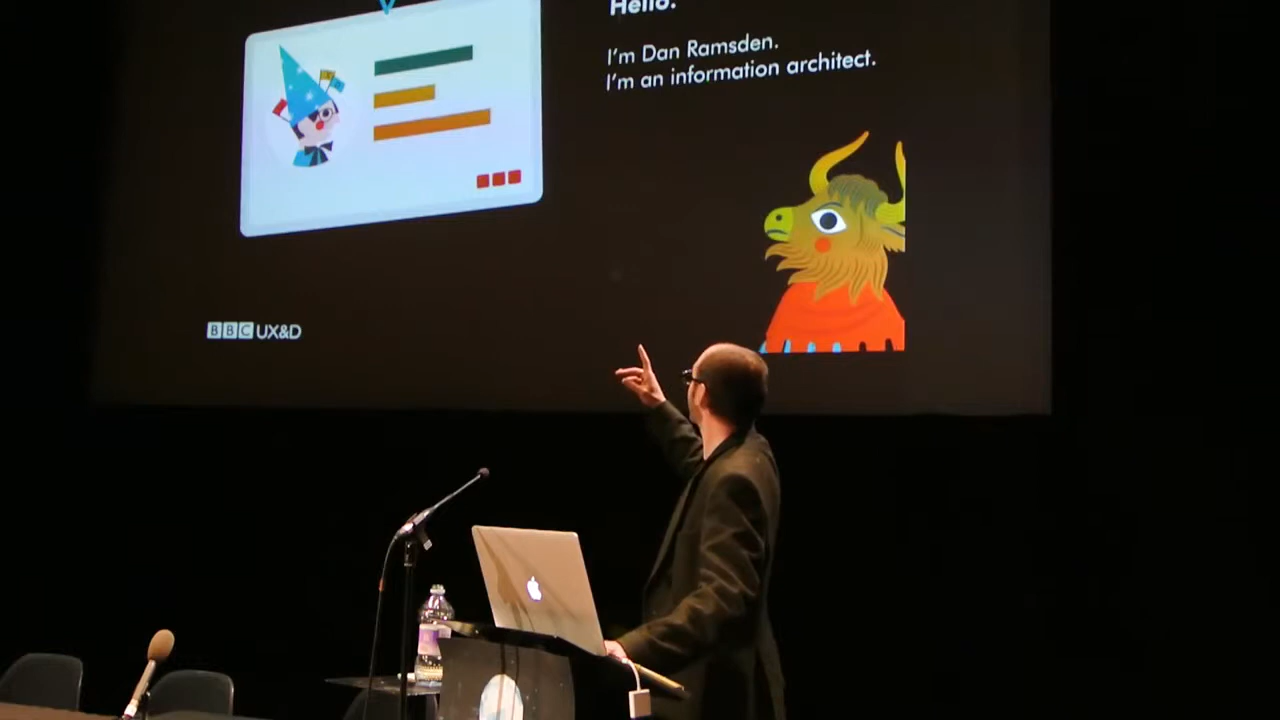 Hello.
I'm Dan Ramsden.
I'm an information architect.
BBC UX&D